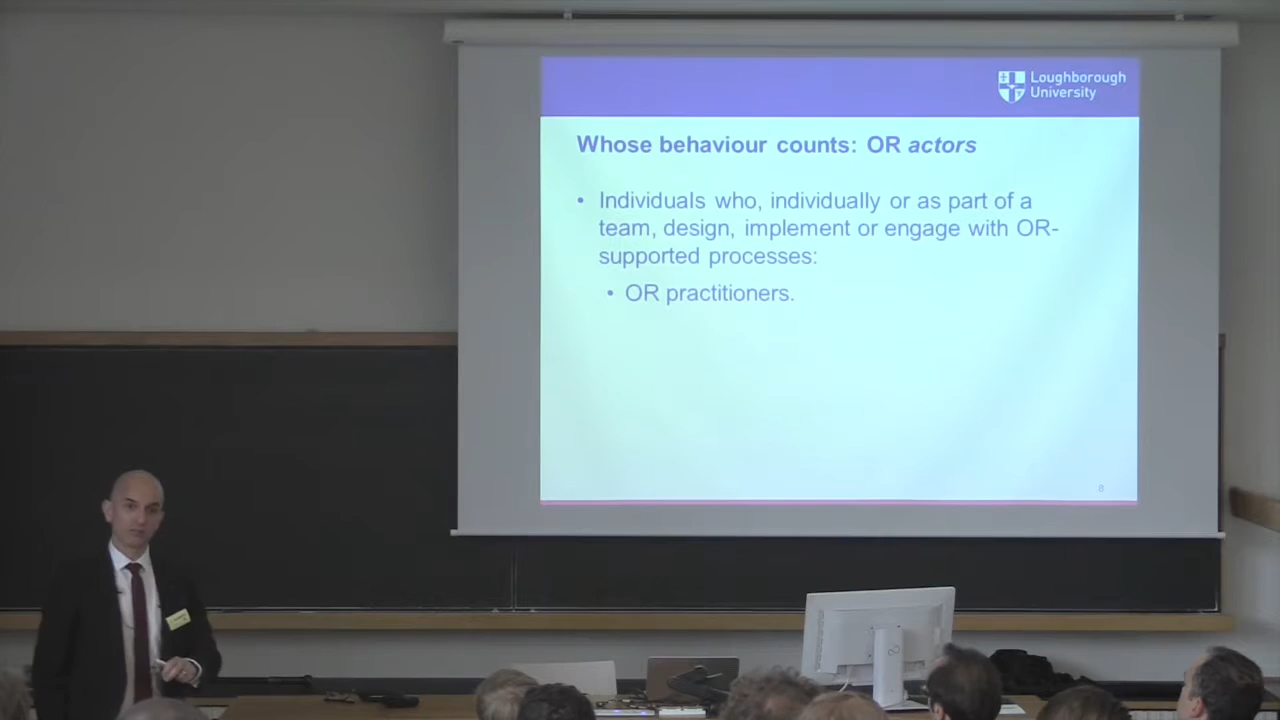 Loughborough
University
Whose behaviour counts: OR actors
• Individuals who, individually or as part of a
team, design, implement or engage with OR-
supported processes:
• OR practitioners.
8